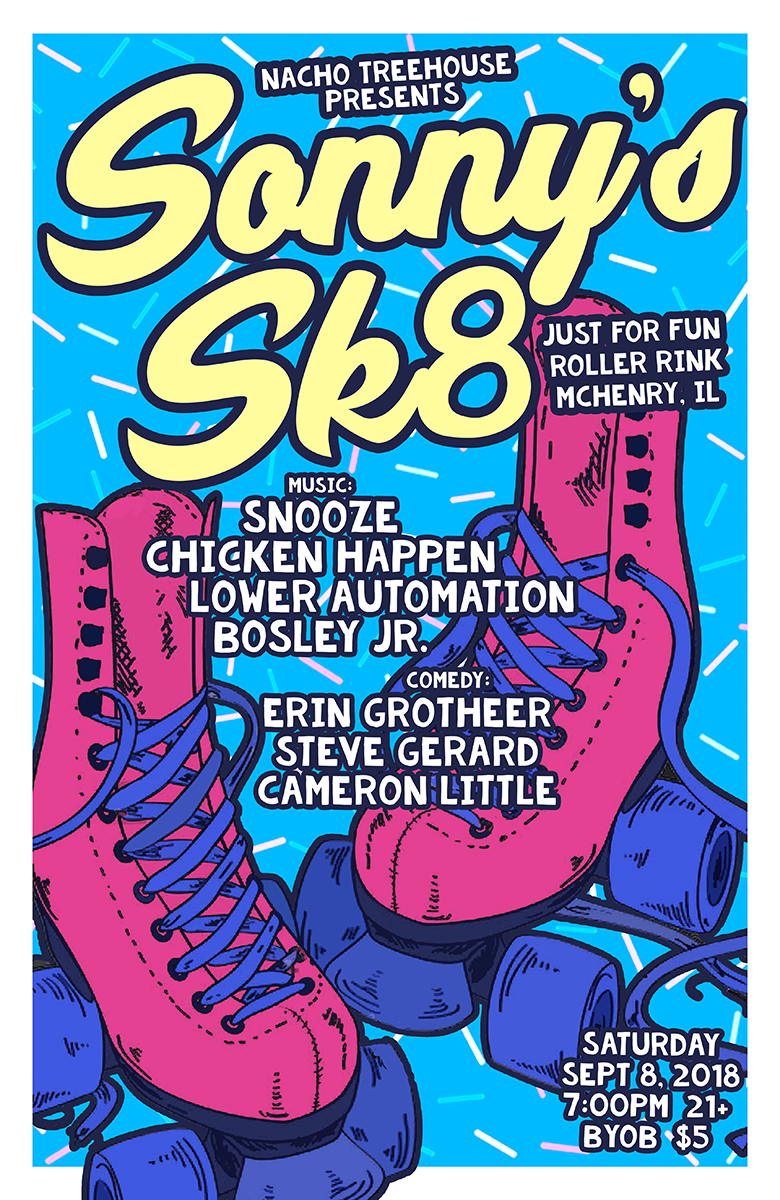 NACHO TREEHOUSE
PRESENTS
Sonny's
Sk8
JUST FOR FUN
ROLLER RINK
MCHENRY, IL
MUSIC:
SNOOZE
CHICKEN HAPPEN
LOWER AUTOMATION
BOSLEY JR.
COMEDY:
ERIN GROTHEER
STEVE GERARD
CAMERON LITTLE
SATURDAY
SEPT 8, 2018
7:00PM 21+
BYOB $5